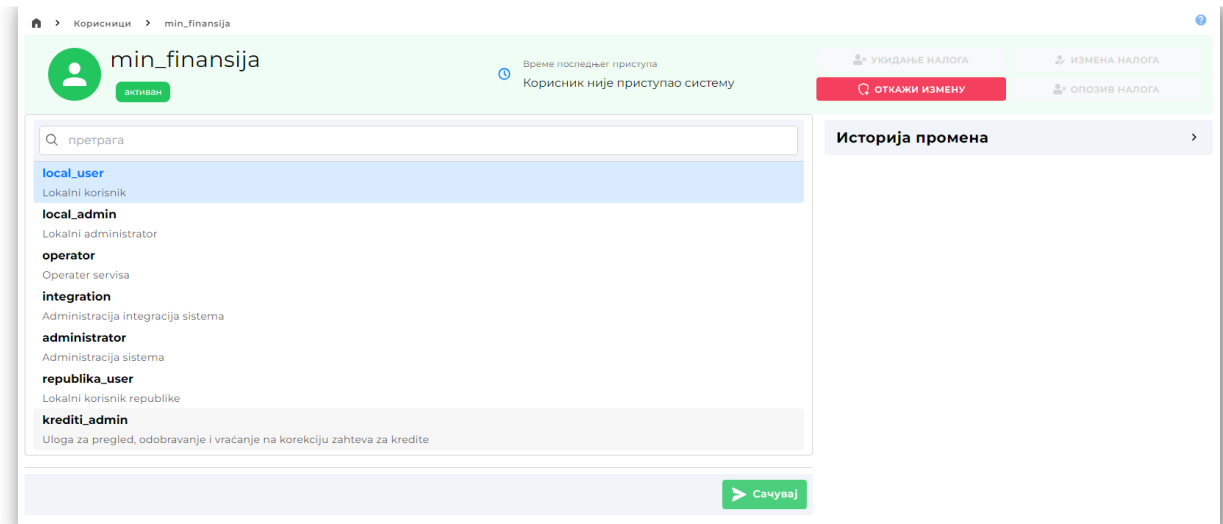 Корисници
min_finansija
min_finansija
активан
Време последњег приступа
Корисник није приступао систему
УКИДАЊЕ НАЛОГА
ИЗМЕНА НАЛОГА
ОТКАЖИ ИЗМЕНУ
ОПОЗИВ НАЛОГА
претрага
Историја промена
local_user
Lokalni korisnik
local_admin
Lokalni administrator
operator
Operater servisa
integration
Administracija integracija sistema
administrator
Administracija sistema
republika_user
Lokalni korisnik republike
krediti_admin
Uloga za pregled, odobravanje i vraćanje na korekciju zahteva za kredite
Сачувај